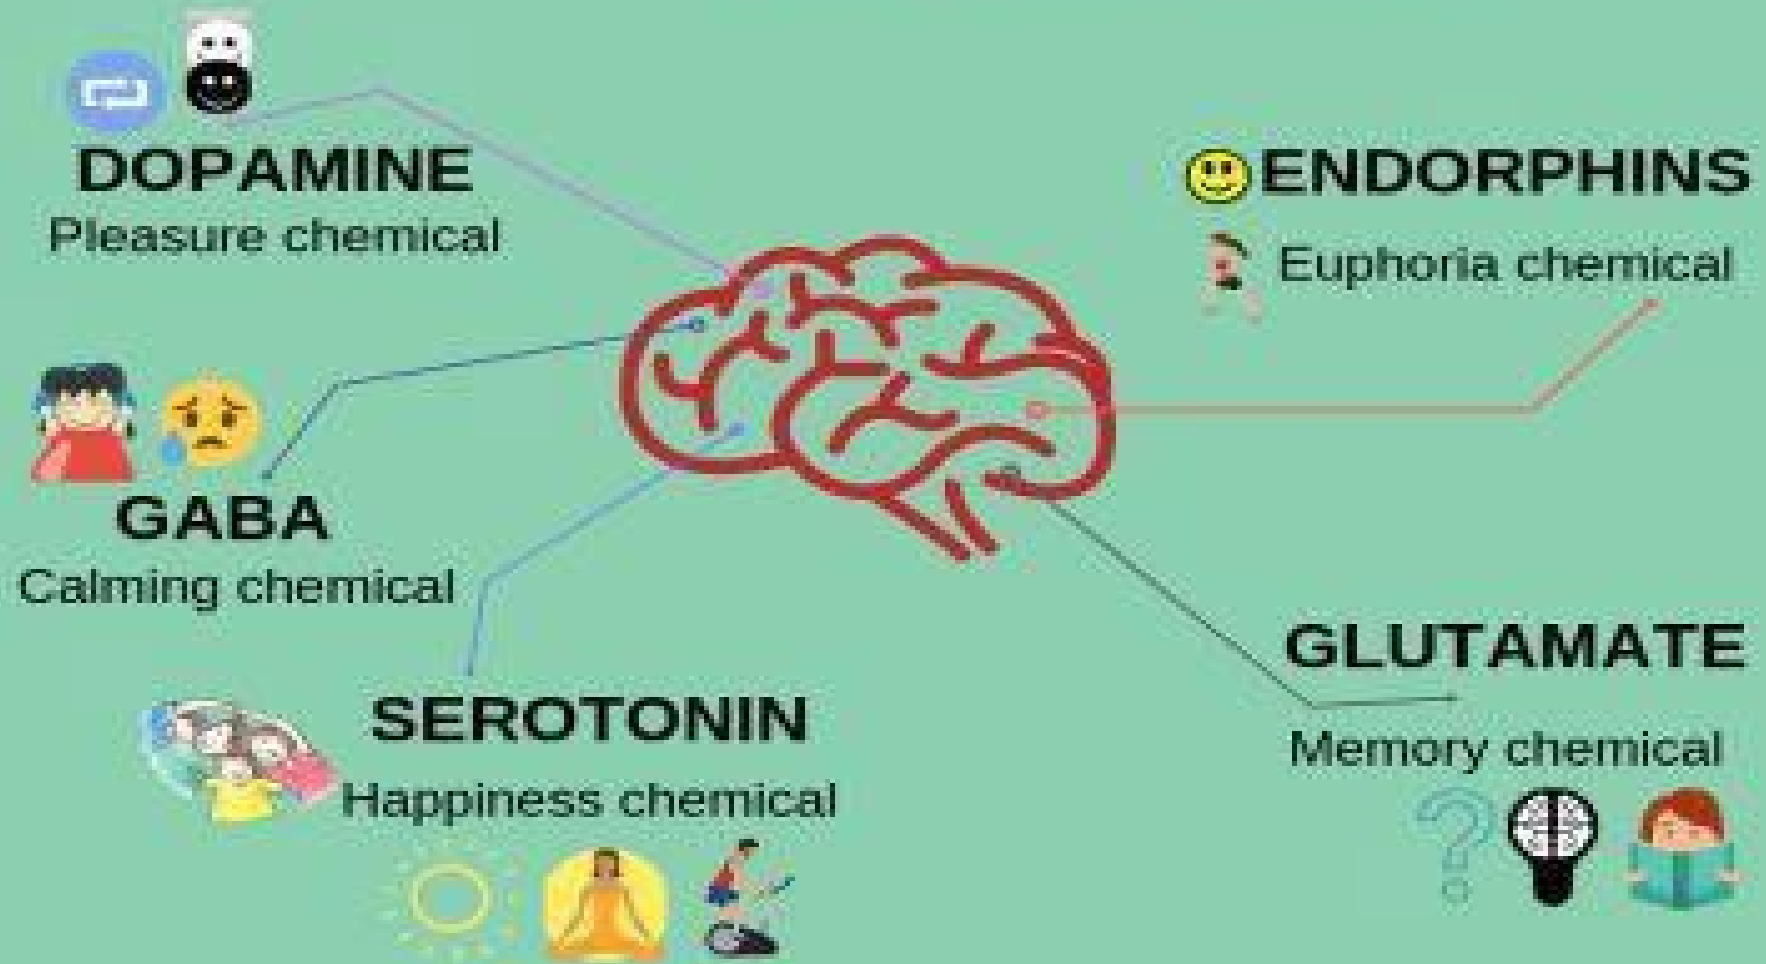 DOPAMINE
Pleasure chemical
ENDORPHINS
Euphoria chemical
GABA
Calming chemical
SEROTONIN
Happiness chemical
GLUTAMATE
Memory chemical